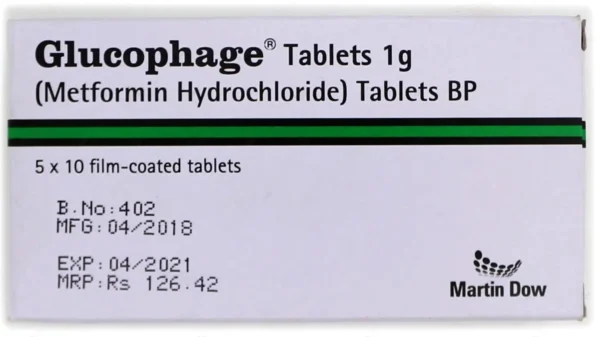 Glucophage® Tablets 1g
(Metformin Hydrochloride) Tablets BP
5 x 10 film-coated tablets
B.No:402
MFG:04/2018
EXP:04/2021
MRP:Rs 126.42
Martin Dow